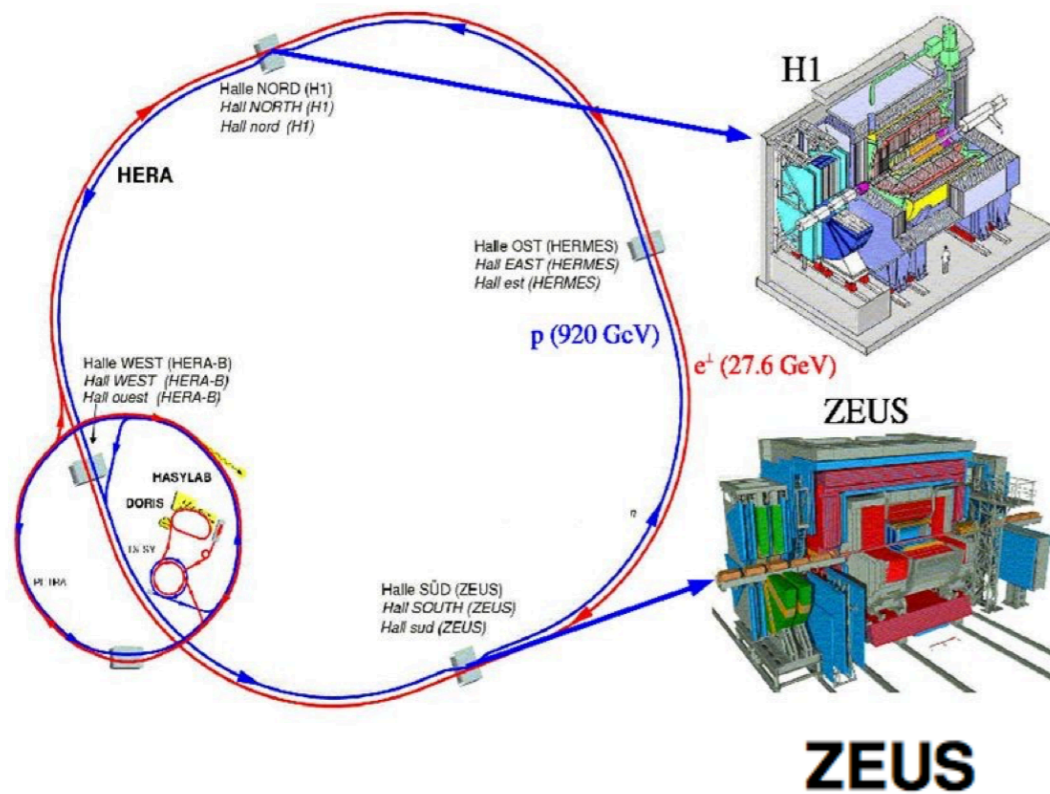 H1
Halle NORD (H1)
Hall NORTH (H1)
Hall nord (H1)
HERA
Halle OST (HERMES)
Hall EAST (HERMES)
Hall est (HERMES)
p (920 GeV)
e± (27.6 GeV)
Halle WEST (HERA-B)
Hall WEST (HERA-B)
Hall ouest (HERA-B)
ZEUS
HASYLAB
DORIS
PETRA
Halle SÜD (ZEUS)
Hall SOUTH (ZEUS)
Hall sud (ZEUS)
ZEUS